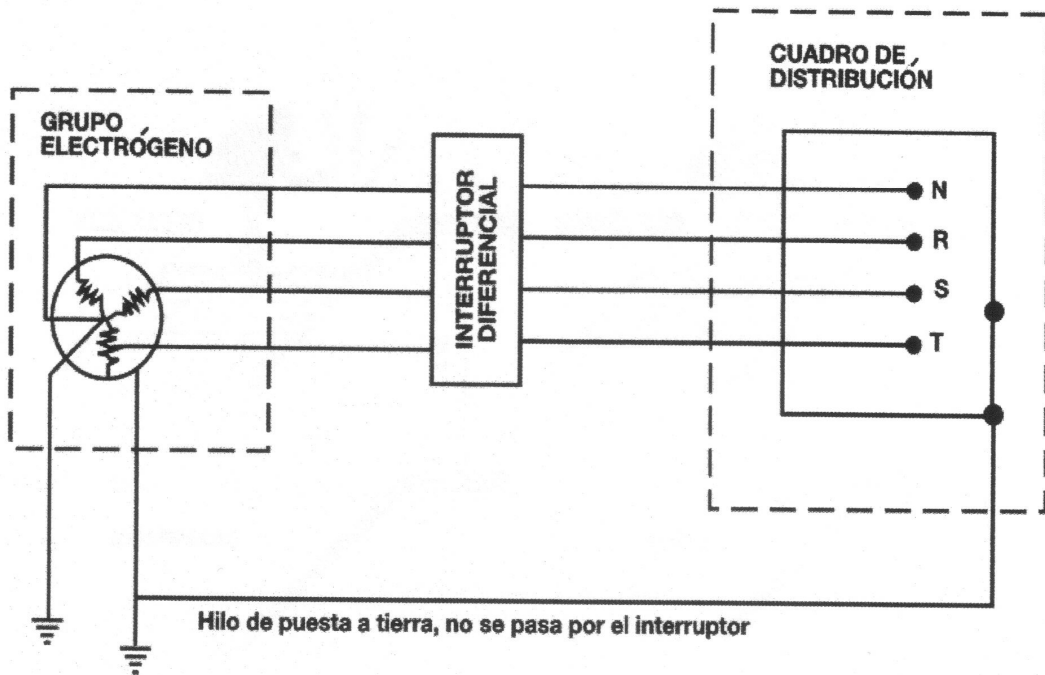 CUADRO DE
DISTRIBUCIÓN
GRUPO
ELECTRÓGENO
INTERRUPTOR
DIFERENCIAL
N
R
S
T
Hilo de puesta a tierra, no se pasa por el interruptor